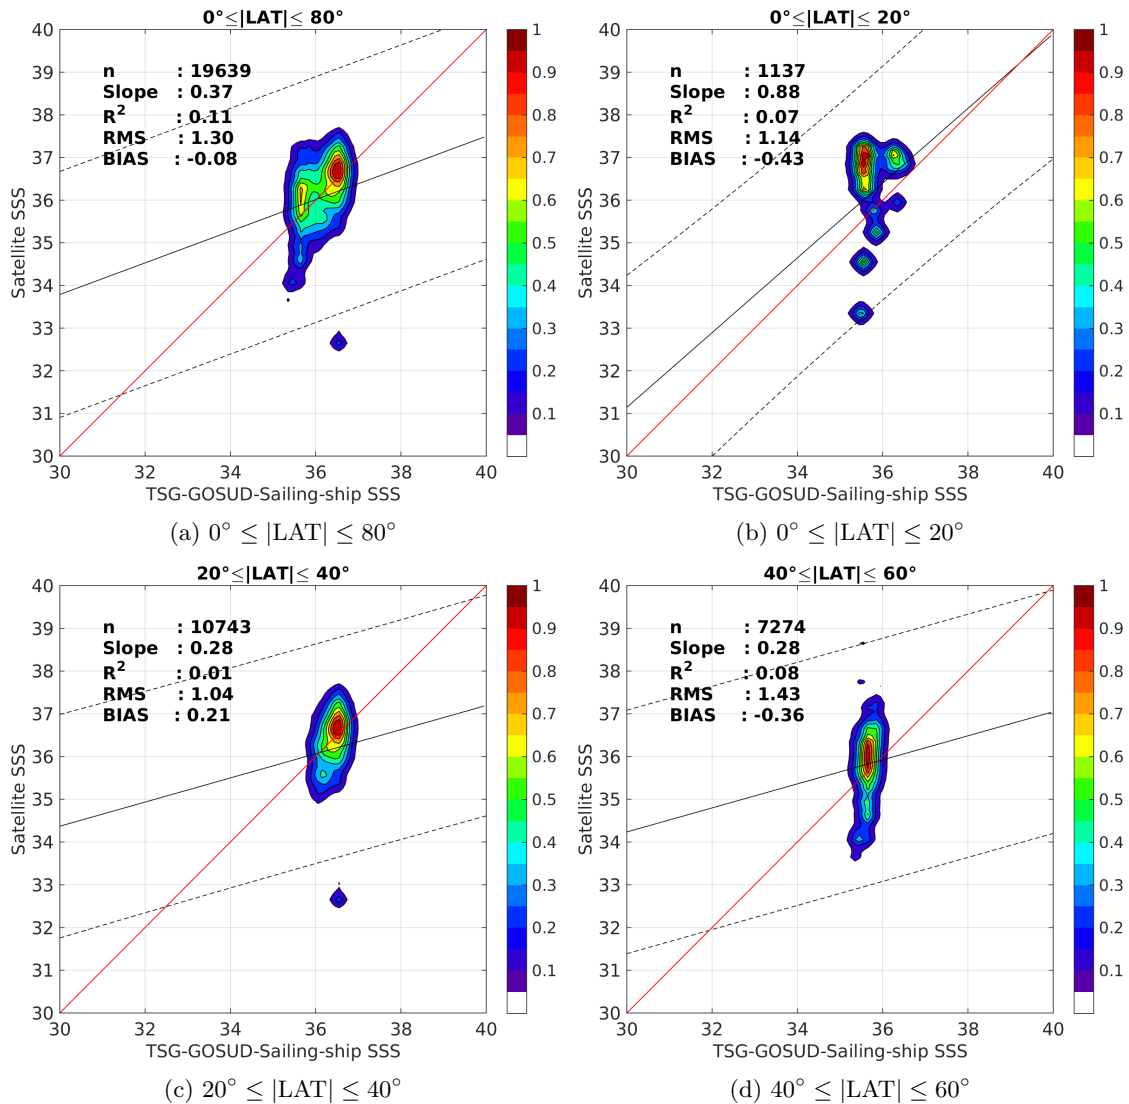 0°≤|LAT|≤ 80°
n : 19639
Slope : 0.37
R² : 0.11
RMS : 1.30
BIAS : -0.08
Satellite SSS
40
39
38
37
36
35
34
33
32
31
30
30 32 34 36 38 40
TSG-GOSUD-Sailing-ship SSS
1
0.9
0.8
0.7
0.6
0.5
0.4
0.3
0.2
0.1
(a) 0° ≤ |LAT| ≤ 80°
0°≤|LAT|≤ 20°
n : 1137
Slope : 0.88
R² : 0.07
RMS : 1.14
BIAS : -0.43
Satellite SSS
40
39
38
37
36
35
34
33
32
31
30
30 32 34 36 38 40
TSG-GOSUD-Sailing-ship SSS
1
0.9
0.8
0.7
0.6
0.5
0.4
0.3
0.2
0.1
(b) 0° ≤ |LAT| ≤ 20°
20°≤|LAT|≤ 40°
n : 10743
Slope : 0.28
R² : 0.01
RMS : 1.04
BIAS : 0.21
Satellite SSS
40
39
38
37
36
35
34
33
32
31
30
30 32 34 36 38 40
TSG-GOSUD-Sailing-ship SSS
1
0.9
0.8
0.7
0.6
0.5
0.4
0.3
0.2
0.1
(c) 20° ≤ |LAT| ≤ 40°
40°≤|LAT|≤ 60°
n : 7274
Slope : 0.28
R² : 0.08
RMS : 1.43
BIAS : -0.36
Satellite SSS
40
39
38
37
36
35
34
33
32
31
30
30 32 34 36 38 40
TSG-GOSUD-Sailing-ship SSS
1
0.9
0.8
0.7
0.6
0.5
0.4
0.3
0.2
0.1
(d) 40° ≤ |LAT| ≤ 60°